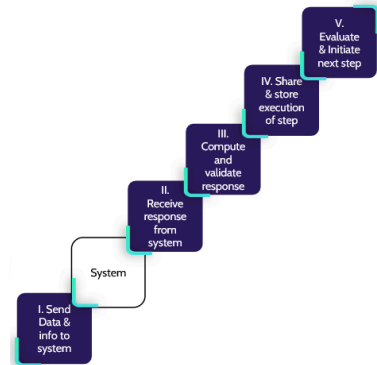 V.
Evaluate
& Initiate
next step
IV. Share
& store
execution
of step
III.
Compute
and
validate
response
II.
Receive
response
from
system
System
I. Send
Data &
info to
system